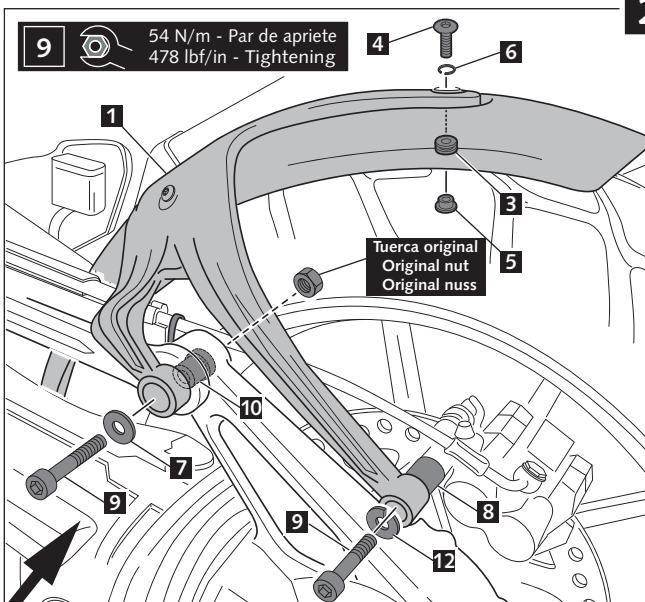 2
9
54 N/m - Par de apriete
478 lbf/in - Tightening
4
6
1
3
5
Tuerca original
Original nut
Original nuss
10
7
9
8
9
12